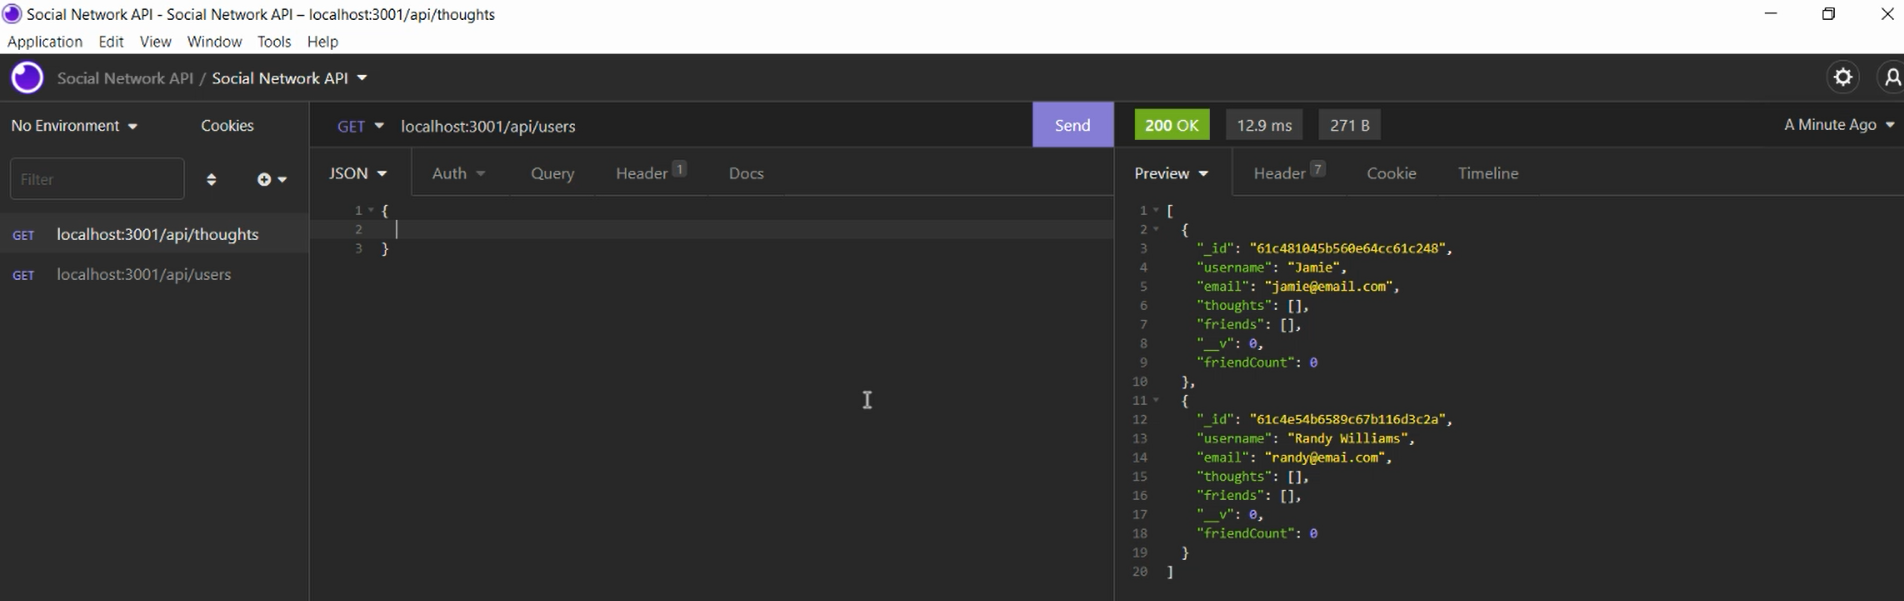 Social Network API - Social Network API – localhost:3001/api/thoughts
Application Edit View Window Tools Help
Social Network API / Social Network API
No Environment Cookies
GET localhost:3001/api/users Send
200 OK 12.9 ms 271 B A Minute Ago
Filter
JSON Auth Query Header 1 Docs
Preview Header 7 Cookie Timeline
GET localhost:3001/api/thoughts
GET localhost:3001/api/users
1 {
2
3 }
1 [
2 {
3 "_id": "61c481045b560e64cc61c248",
4 "username": "Jamie",
5 "email": "jamie@email.com",
6 "thoughts": [],
7 "friends": [],
8 "__v": 0,
9 "friendCount": 0
10 },
11 {
12 "_id": "61c4e54b6589c67b116d3c2a",
13 "username": "Randy Williams",
14 "email": "randy@emai.com",
15 "thoughts": [],
16 "friends": [],
17 "__v": 0,
18 "friendCount": 0
19 }
20 ]